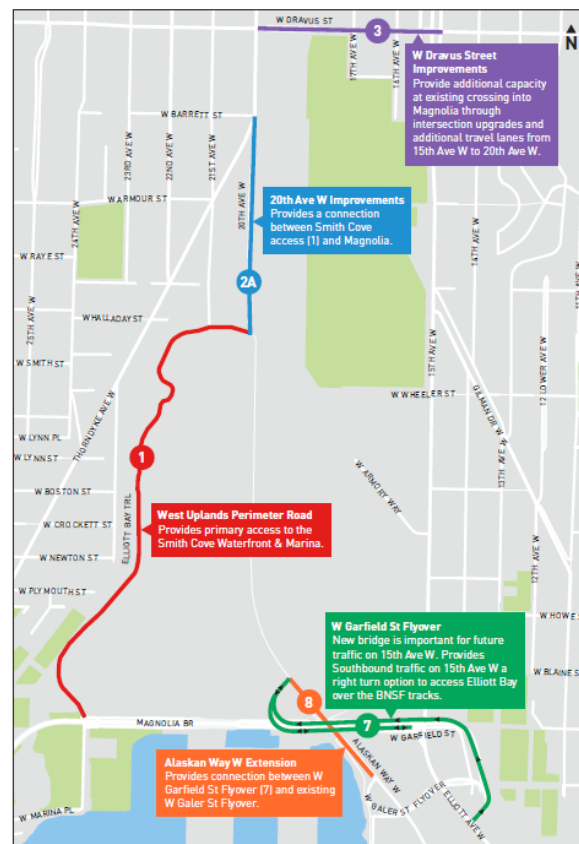 W DRAVUS ST
3
N
17TH AVE W
16TH AVE W
W Dravus Street
Improvements
Provide additional capacity
at existing crossing into
Magnolia through
intersection upgrades and
additional travel lanes from
15th Ave W to 20th Ave W.
W BARRETT ST
23RD AVE W
22ND AVE W
21ST AVE W
20TH AVE W
W ARMOUR ST
24TH AVE W
20th Ave W Improvements
Provides a connection
between Smith Cove
access (1) and Magnolia.
14TH AVE W
W RAYE ST
2A
25TH AVE W
W HALLADAY ST
15TH AVE W
11TH AVE W
W SMITH ST
THORNDYKE AVE W
W WHEELER ST
GILMAN DR W
12 LOWER AVE W
W LYNN PL
W LYNN ST
1
13TH AVE W
W ARMORY WAY
W BOSTON ST
ELLIOTT BAY TRL
West Uplands Perimeter Road
Provides primary access to the
Smith Cove Waterfront & Marina.
W CROCKETT ST
W NEWTON ST
12TH AVE W
W PLYMOUTH ST
W HOWE S
W Garfield St Flyover
New bridge is important for future
traffic on 15th Ave W. Provides
Southbound traffic on 15th Ave W a
right turn option to access Elliott Bay
over the BNSF tracks.
W BLAINE S
8
MAGNOLIA BR
7
W GARFIELD ST
Alaskan Way W Extension
Provides connection between W
Garfield St Flyover (7) and existing
W Galer St Flyover.
ALASKAN WAY W
W GALER ST FLYOVER
ELLIOTT AVE W
W MARINA PL